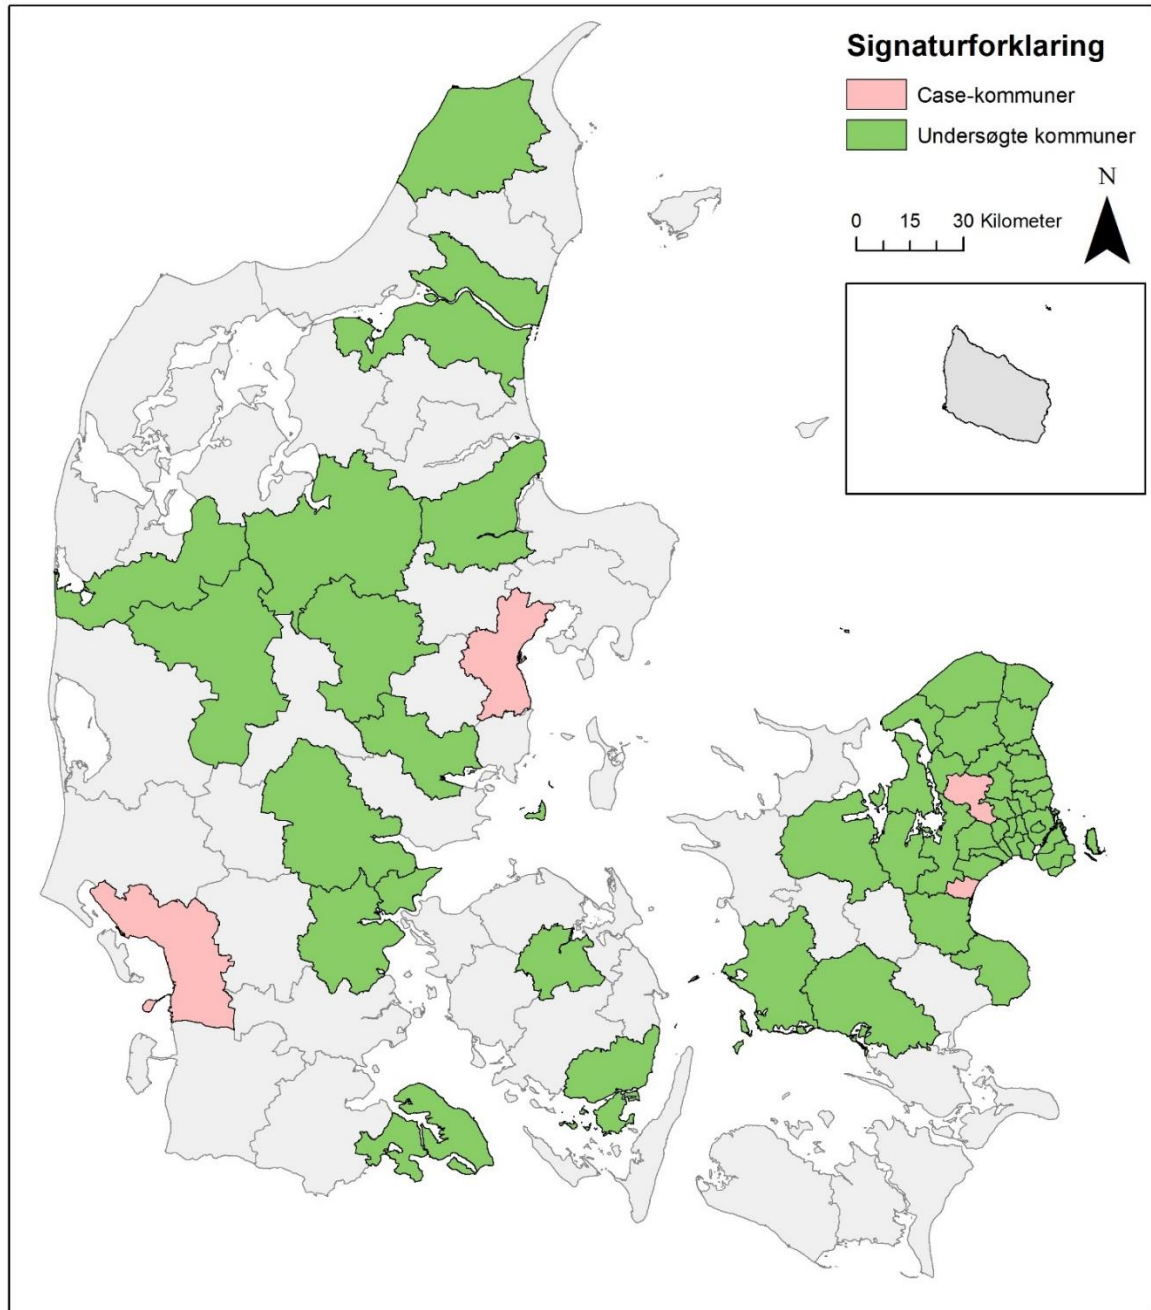 Signaturforklaring
Case-kommuner
Undersøgte kommuner
N
0 15 30 Kilometer